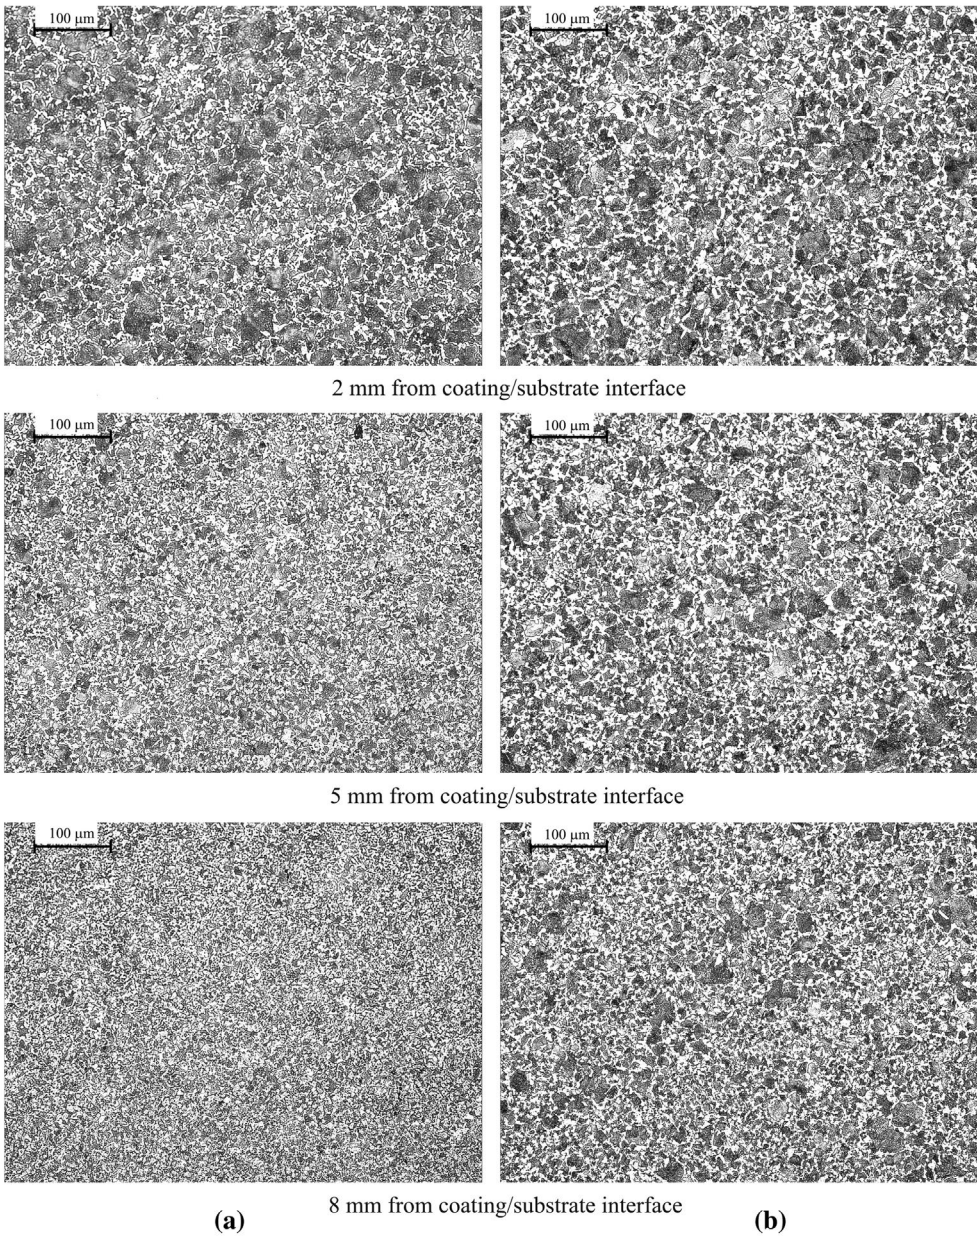 100 μm
100 μm
2 mm from coating/substrate interface
100 μm
100 μm
5 mm from coating/substrate interface
100 μm
100 μm
8 mm from coating/substrate interface
(a)
(b)